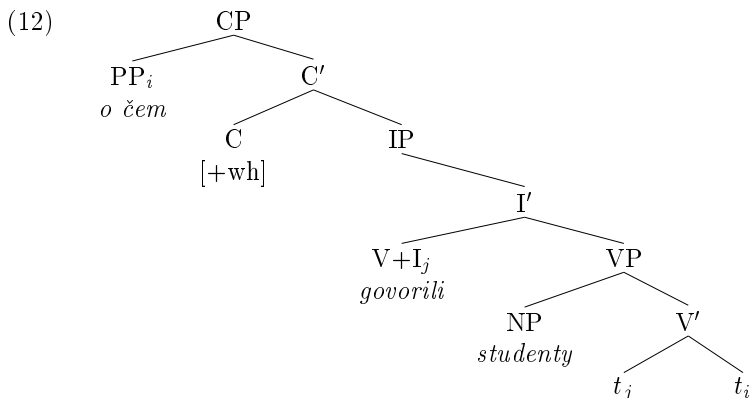 (12) CP
PPᵢ C′
o čem
C IP
[+wh]
I′
V+Iⱼ VP
govorili
NP V′
studenty
tⱼ tᵢ